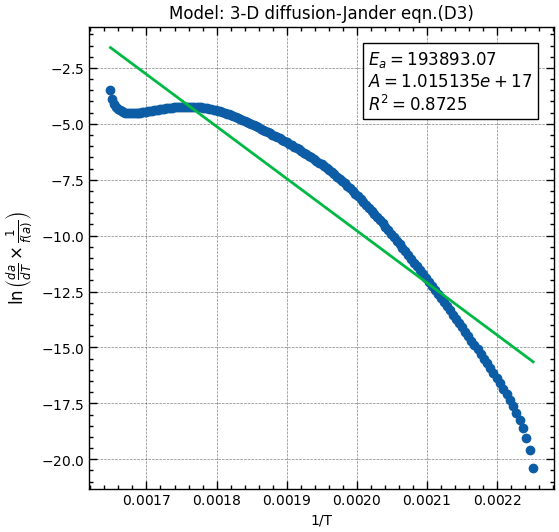 Model: 3-D diffusion-Jander eqn.(D3)
E_a = 193893.07
A = 1.015135e + 17
R² = 0.8725
ln(da/dT × 1/f(a))
−2.5
−5.0
−7.5
−10.0
−12.5
−15.0
−17.5
−20.0
0.0017 0.0018 0.0019 0.0020 0.0021 0.0022
1/T